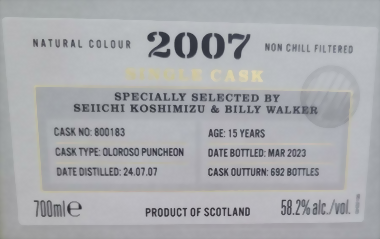 NATURAL COLOUR 2007 NON CHILL FILTERED
SINGLE CASK
SPECIALLY SELECTED BY
SEIICHI KOSHIMIZU & BILLY WALKER
CASK NO: 800183 AGE: 15 YEARS
CASK TYPE: OLOROSO PUNCHEON DATE BOTTLED: MAR 2023
DATE DISTILLED: 24.07.07 CASK OUTTURN: 692 BOTTLES
700ml e PRODUCT OF SCOTLAND 58.2% alc./vol.